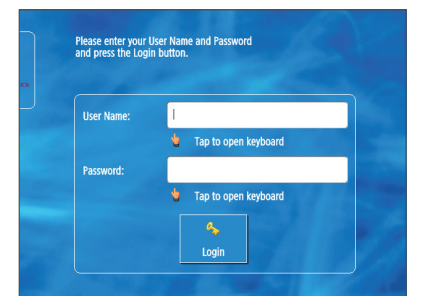 Please enter your User Name and Password
and press the Login button.
User Name:
Tap to open keyboard
Password:
Tap to open keyboard
Login